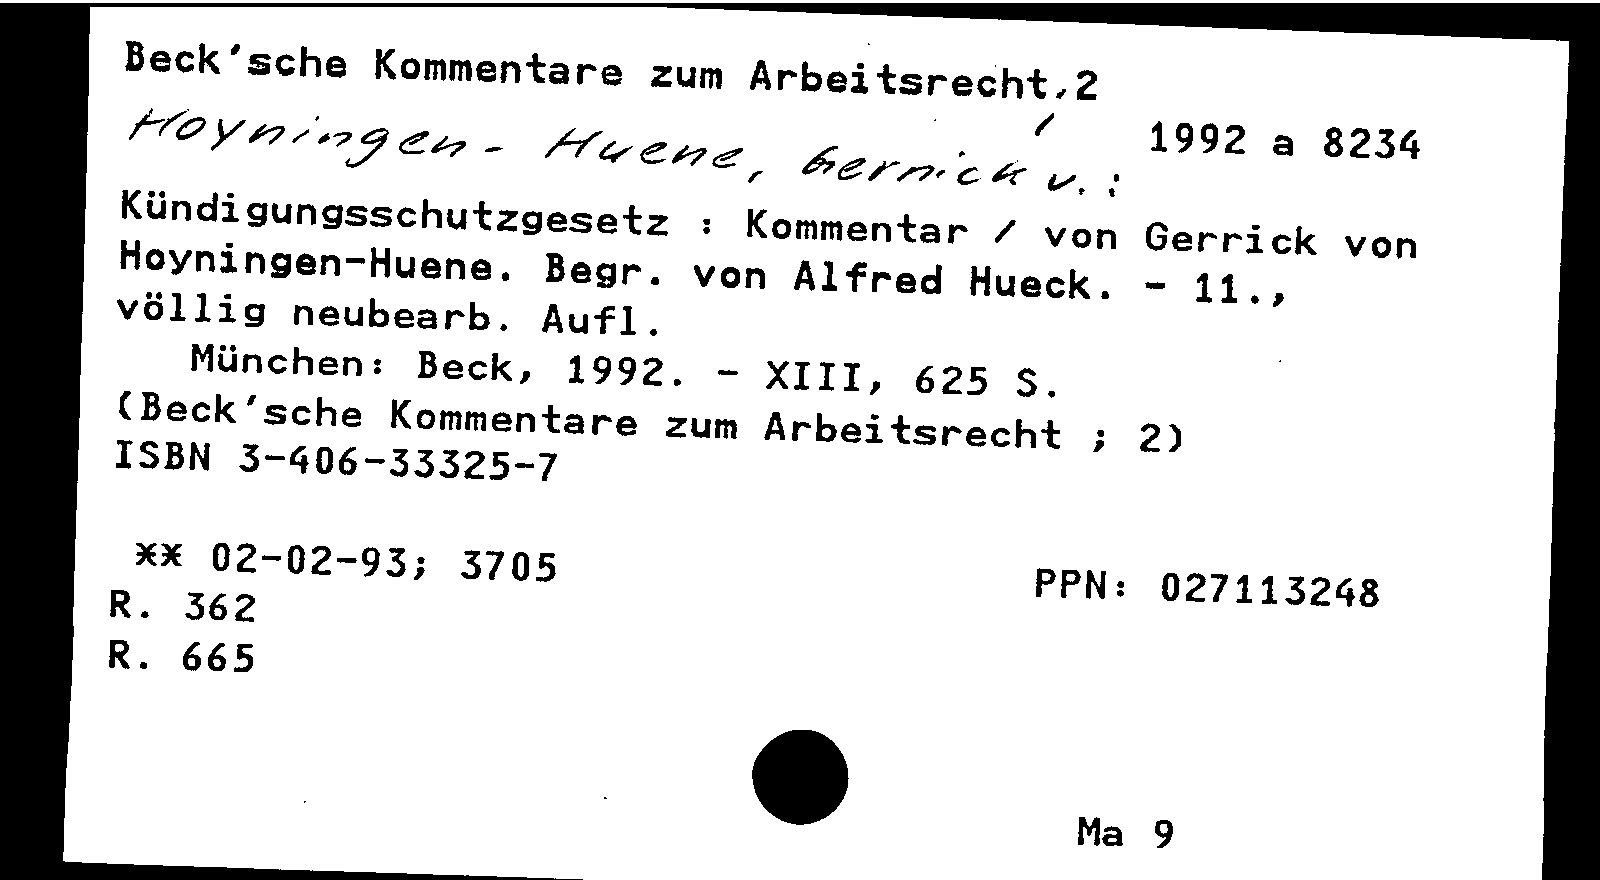 Beck'sche Kommentare zum Arbeitsrecht,2
1992 a 8234
Hoyningen-Huene, Gerrick v.:
Kündigungsschutzgesetz : Kommentar / von Gerrick von
Hoyningen-Huene. Begr. von Alfred Hueck. - 11.,
völlig neubearb. Aufl.
München: Beck, 1992. - XIII, 625 S.
(Beck'sche Kommentare zum Arbeitsrecht ; 2)
ISBN 3-406-33325-7
** 02-02-93; 3705
PPN: 027113248
R. 362
R. 665
Ma 9